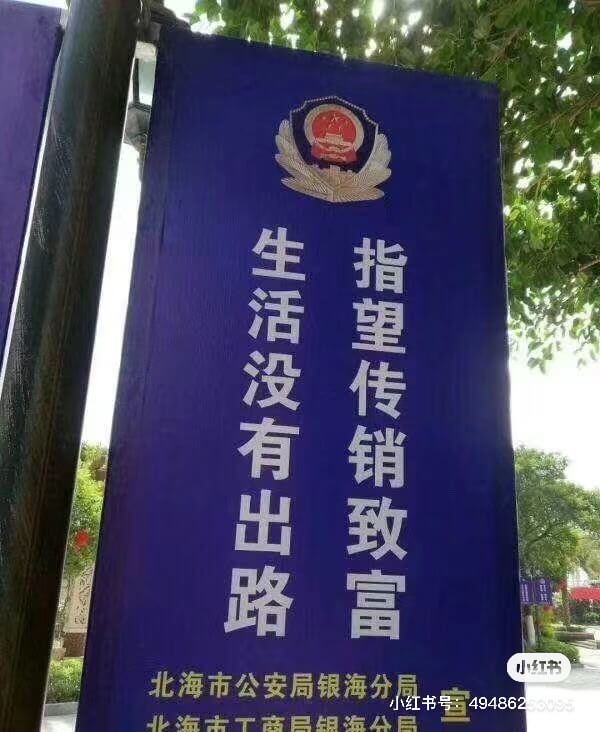 指望传销致富
生活没有出路
北海市公安局银海分局
北海市工商局银海分局
宣
小红书
小红书号：